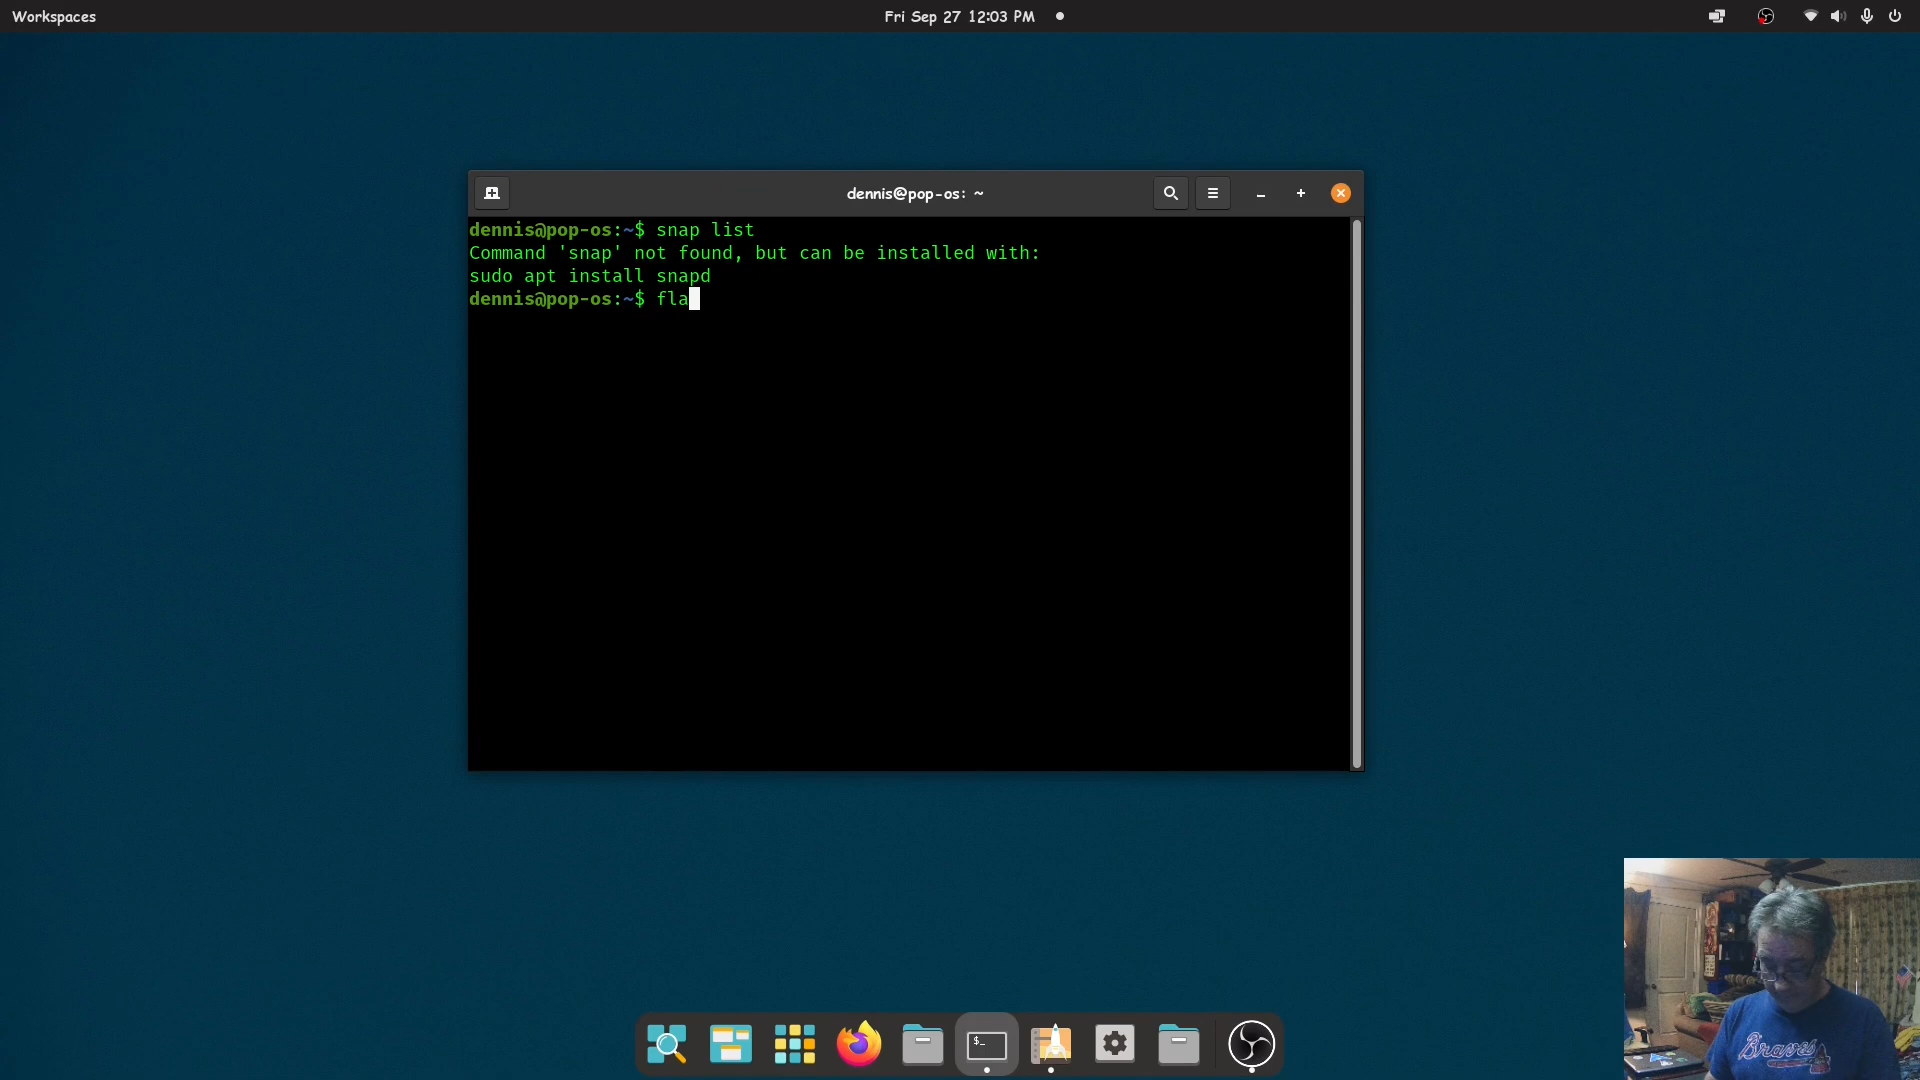 Workspaces
Fri Sep 27 12:03 PM
dennis@pop-os: ~
dennis@pop-os:~$ snap list
Command 'snap' not found, but can be installed with:
sudo apt install snapd
dennis@pop-os:~$ fla
$_
Braves